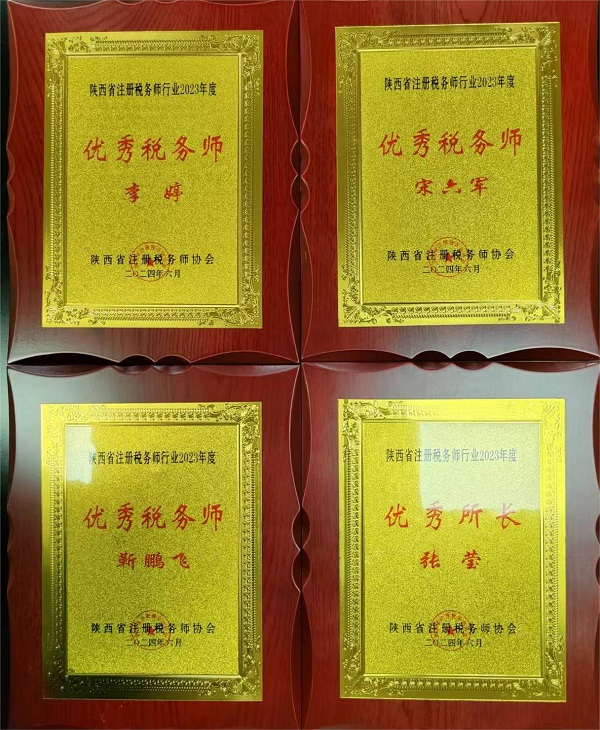 陕西省注册税务师行业2023年度
优秀税务师
李婷
陕西省注册税务师协会
二〇二四年六月
陕西省注册税务师行业2023年度
优秀税务师
宋六军
陕西省注册税务师协会
二〇二四年六月
陕西省注册税务师行业2023年度
优秀税务师
靳鹏飞
陕西省注册税务师协会
二〇二四年六月
陕西省注册税务师行业2023年度
优秀所长
张莹
陕西省注册税务师协会
二〇二四年六月